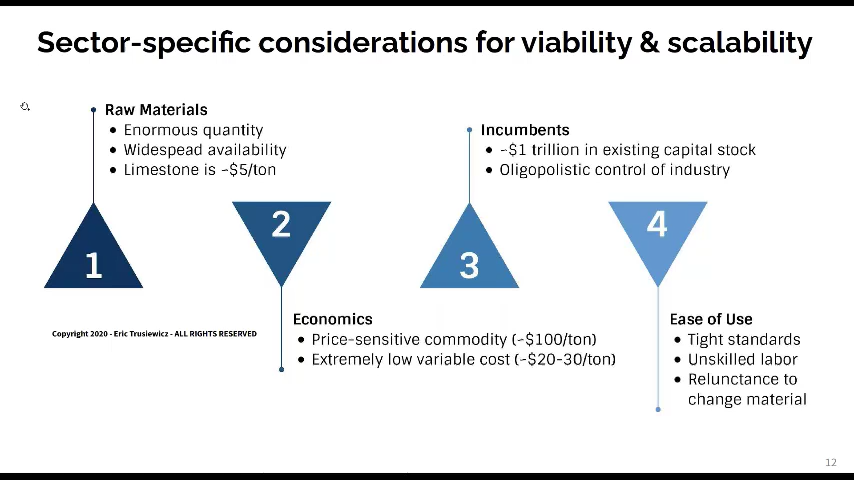 Sector-specific considerations for viability & scalability
Raw Materials
• Enormous quantity
• Widespead availability
• Limestone is ~$5/ton
1
2
Economics
• Price-sensitive commodity (~$100/ton)
• Extremely low variable cost (~$20-30/ton)
Incumbents
• ~$1 trillion in existing capital stock
• Oligopolistic control of industry
3
4
Ease of Use
• Tight standards
• Unskilled labor
• Relunctance to
change material
Copyright 2020 - Eric Trusiewicz - ALL RIGHTS RESERVED
12